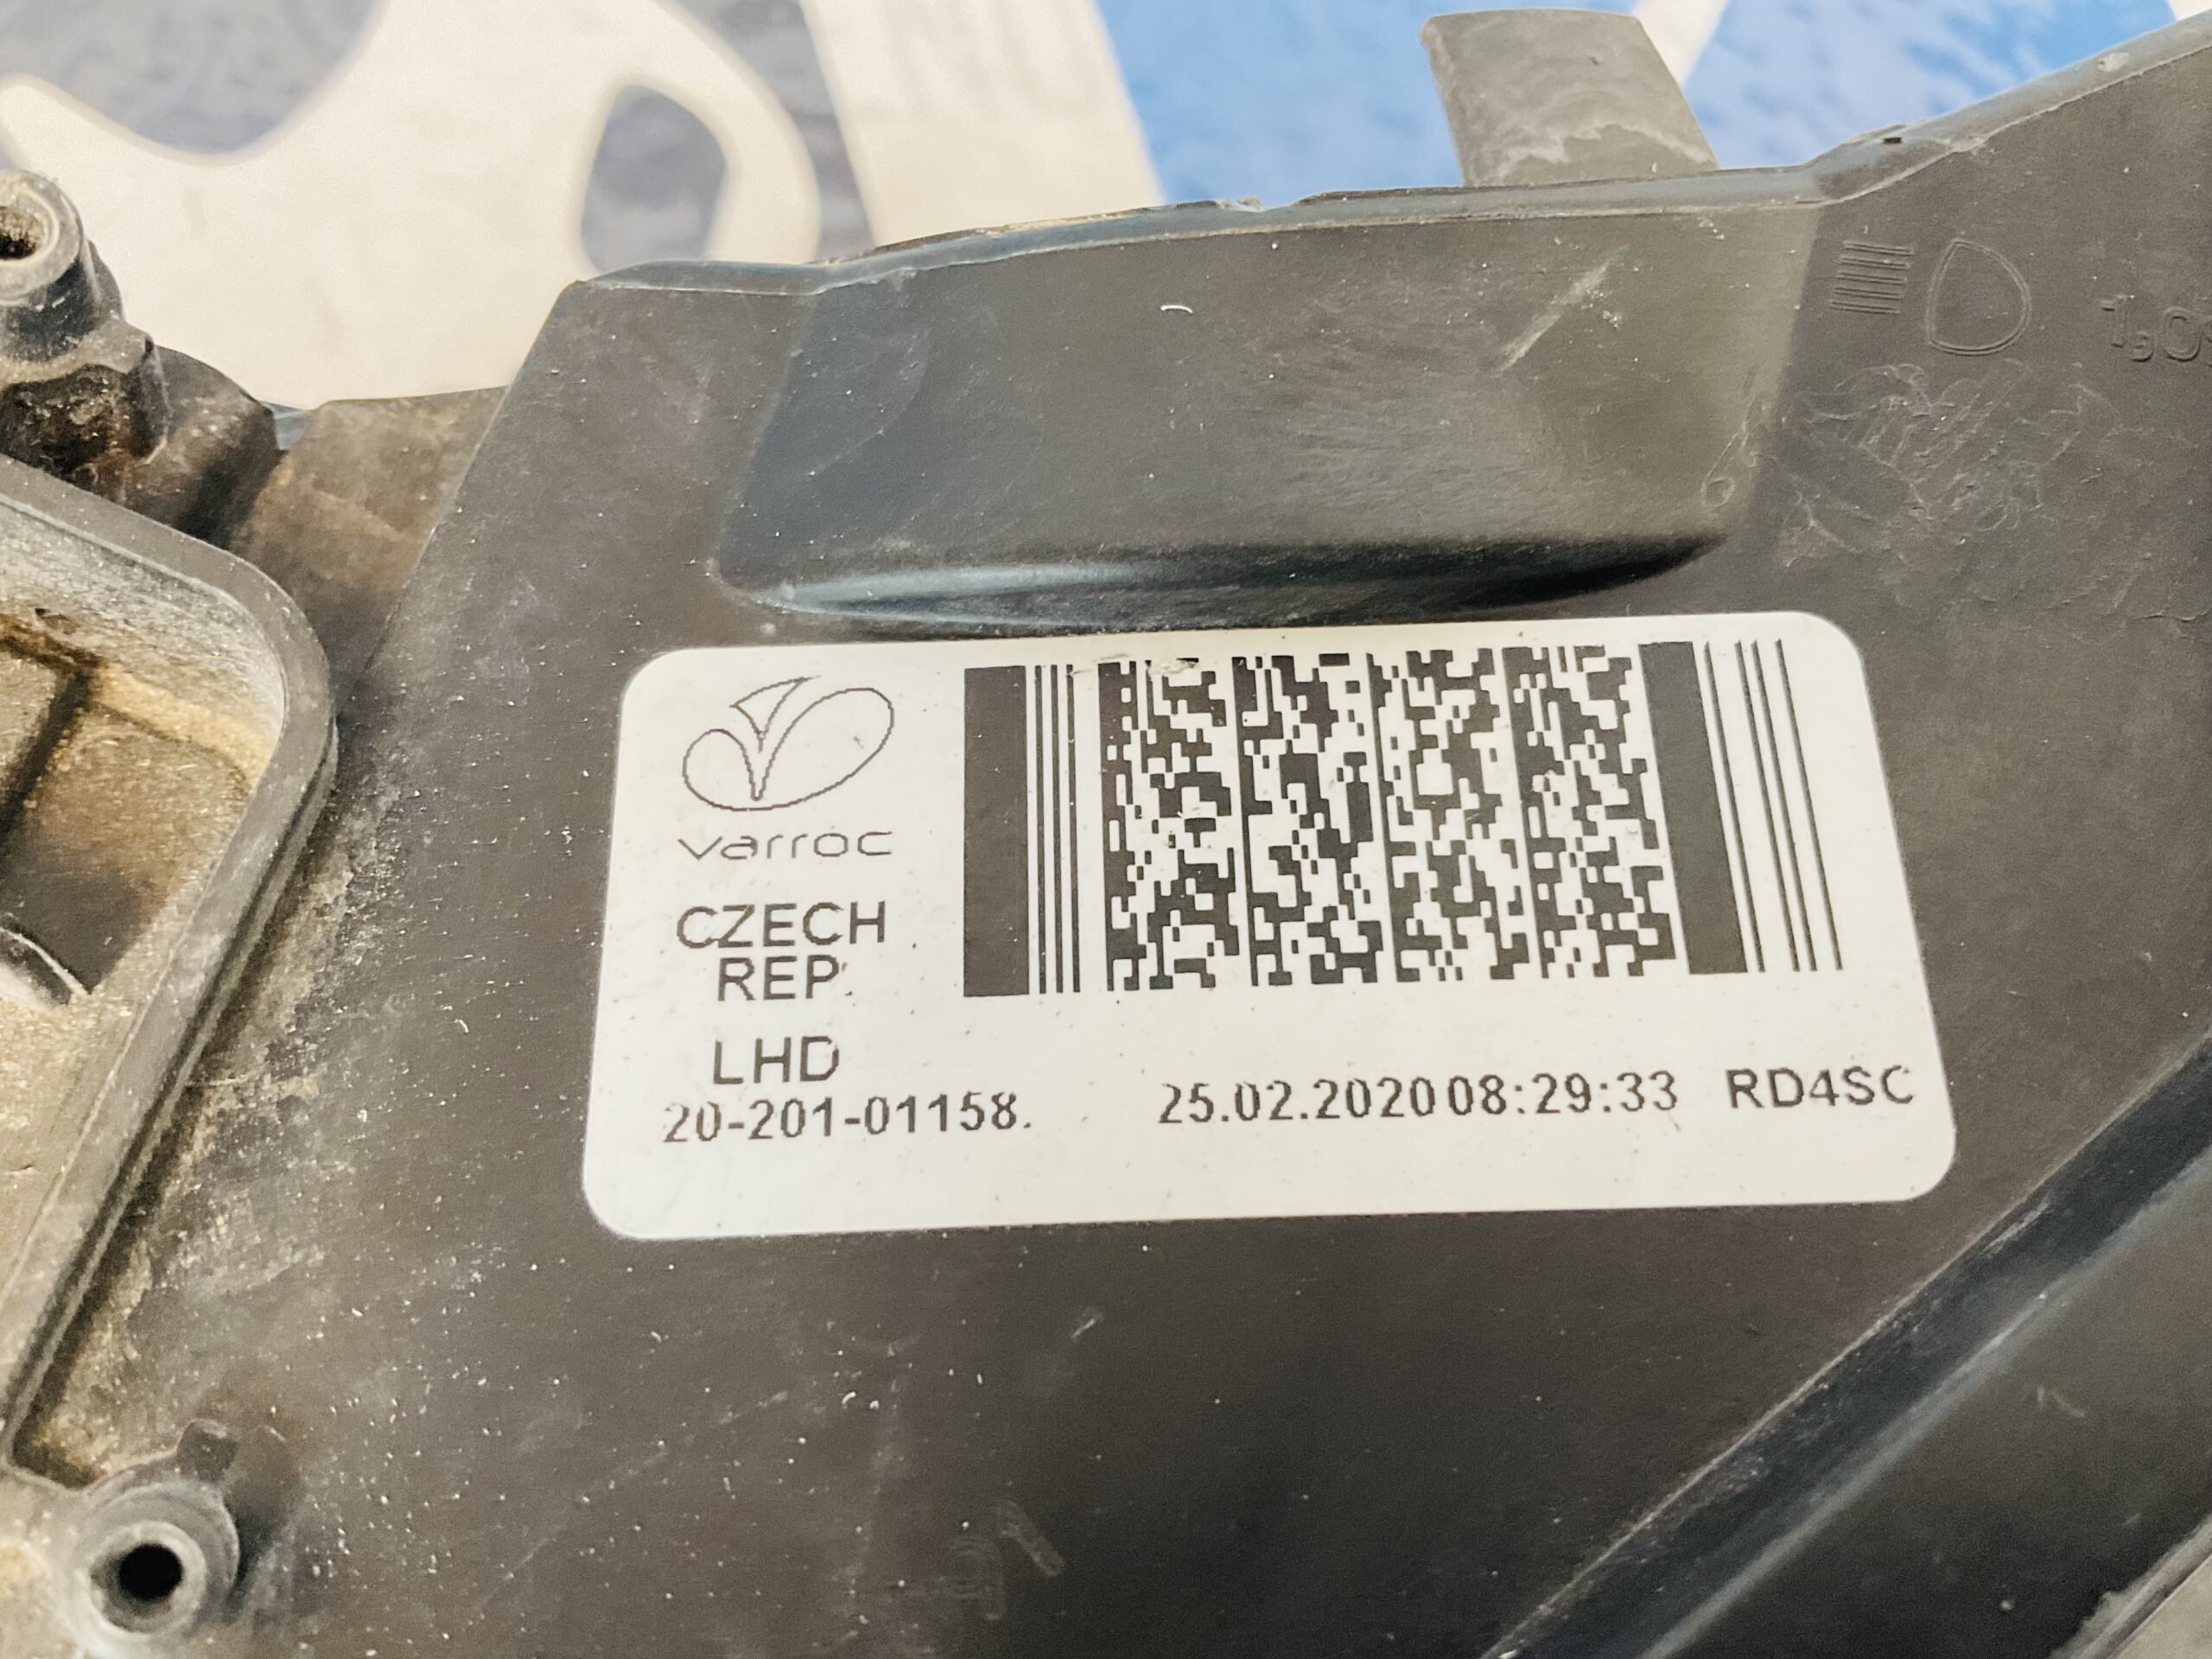 varroc
CZECH
REP.
LHD
20-201-01158.
25.02.2020 08:29:33 RD4SC